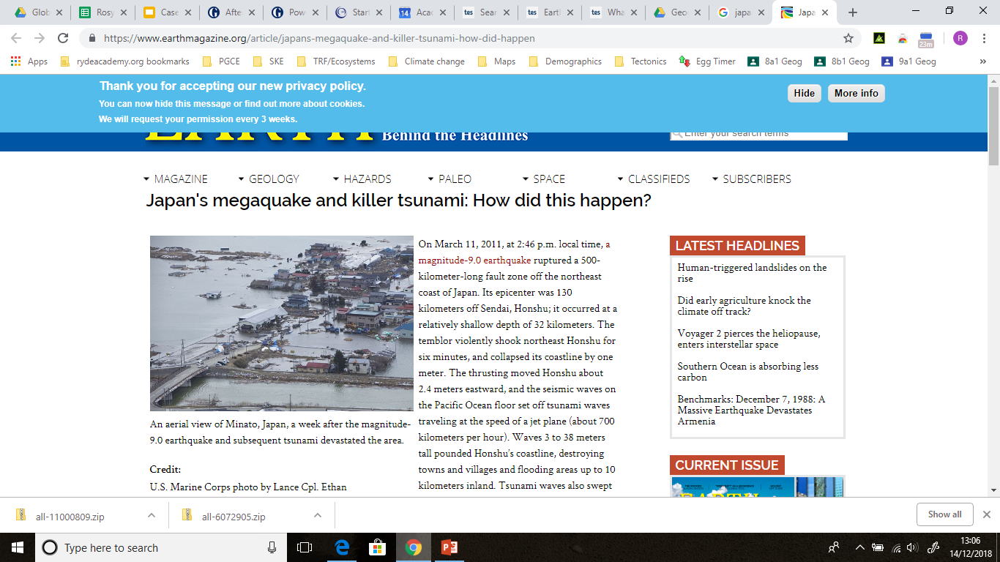 Glob
Rosy
Case
Afte
Pow
Start
14 Aca
tes Sear
tes Eartl
tes Wha
Geo
japa
Japa
https://www.earthmagazine.org/article/japans-megaquake-and-killer-tsunami-how-did-happen
23m
R
Apps
rydeacademy.org bookmarks
PGCE
SKE
TRF/Ecosystems
Climate change
Maps
Demographics
Tectonics
Egg Timer
8a1 Geog
8b1 Geog
9a1 Geog
»
Thank you for accepting our new privacy policy.
You can now hide this message or find out more about cookies.
We will request your permission every 3 weeks.
Hide
More info
EARTH
Behind the Headlines
Enter your search terms
MAGAZINE
GEOLOGY
HAZARDS
PALEO
SPACE
CLASSIFIEDS
SUBSCRIBERS
Japan's megaquake and killer tsunami: How did this happen?
An aerial view of Minato, Japan, a week after the magnitude-
9.0 earthquake and subsequent tsunami devastated the area.
Credit:
U.S. Marine Corps photo by Lance Cpl. Ethan
On March 11, 2011, at 2:46 p.m. local time, a
magnitude-9.0 earthquake ruptured a 500-
kilometer-long fault zone off the northeast
coast of Japan. Its epicenter was 130
kilometers off Sendai, Honshu; it occurred at a
relatively shallow depth of 32 kilometers. The
temblor violently shook northeast Honshu for
six minutes, and collapsed its coastline by one
meter. The thrusting moved Honshu about
2.4 meters eastward, and the seismic waves on
the Pacific Ocean floor set off tsunami waves
traveling at the speed of a jet plane (about 700
kilometers per hour). Waves 3 to 38 meters
tall pounded Honshu's coastline, destroying
towns and villages and flooding areas up to 10
kilometers inland. Tsunami waves also swept
LATEST HEADLINES
Human-triggered landslides on the
rise
Did early agriculture knock the
climate off track?
Voyager 2 pierces the heliopause,
enters interstellar space
Southern Ocean is absorbing less
carbon
Benchmarks: December 7, 1988: A
Massive Earthquake Devastates
Armenia
CURRENT ISSUE
EARTH
all-11000809.zip
all-6072905.zip
Show all
Type here to search
13:06
14/12/2018